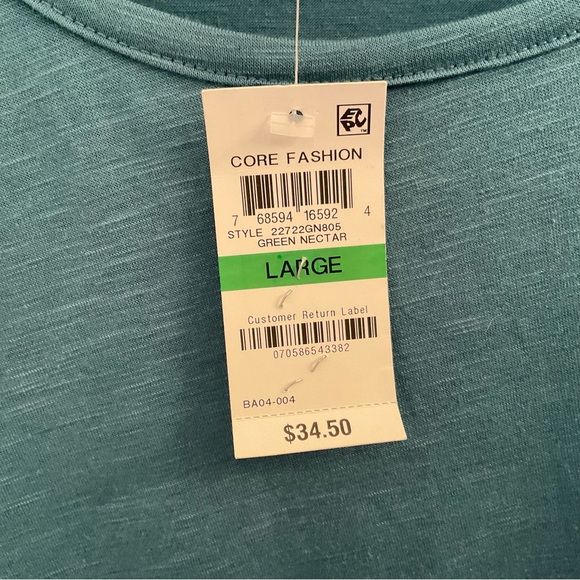 EPC™
CORE FASHION
7 68594 16592 4
STYLE 22722GN805
GREEN NECTAR
LARGE
Customer Return Label
070586543382
BA04-004
$34.50